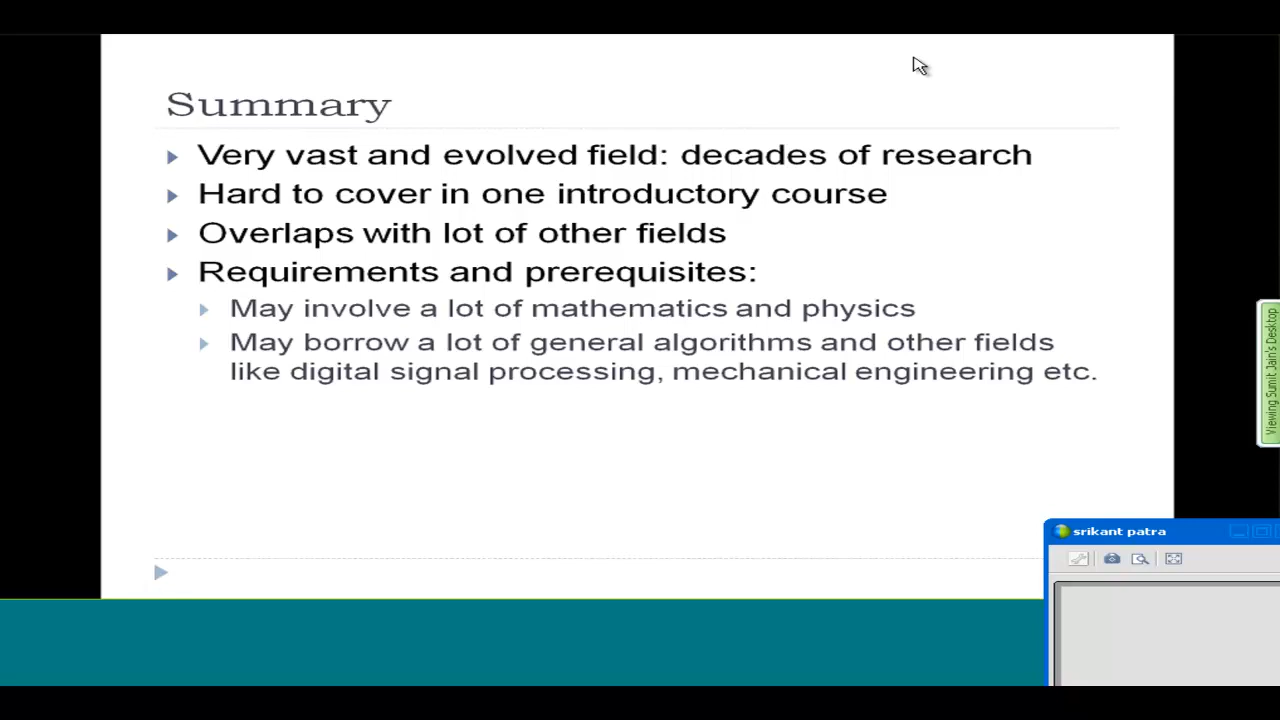 Summary
Very vast and evolved field: decades of research
Hard to cover in one introductory course
Overlaps with lot of other fields
Requirements and prerequisites:
May involve a lot of mathematics and physics
May borrow a lot of general algorithms and other fields
like digital signal processing, mechanical engineering etc.
Viewing Sumit Jain's Desktop
srikant patra